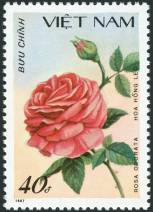 VIỆT NAM
BƯU CHÍNH
HOA HỒNG LE
ROSA ODORATA
40đ
1987